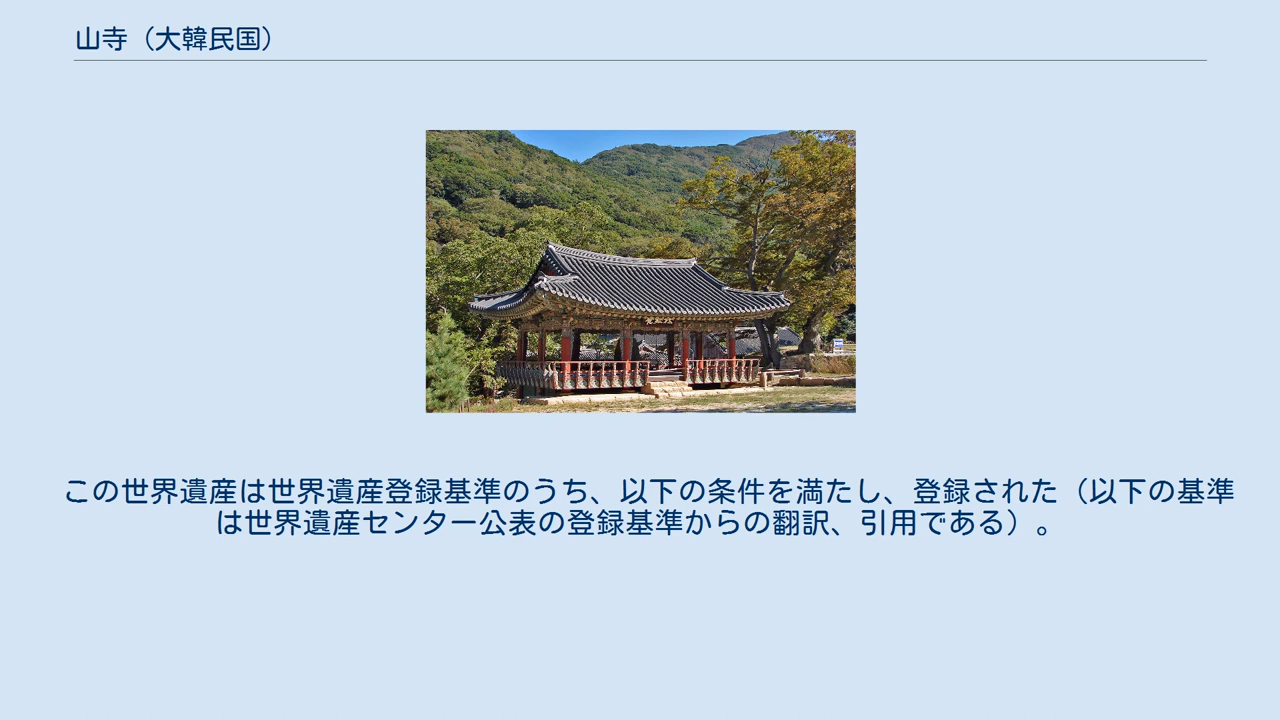 山寺（大韓民国）
この世界遺産は世界遺産登録基準のうち、以下の条件を満たし、登録された（以下の基準
は世界遺産センター公表の登録基準からの翻訳、引用である）。